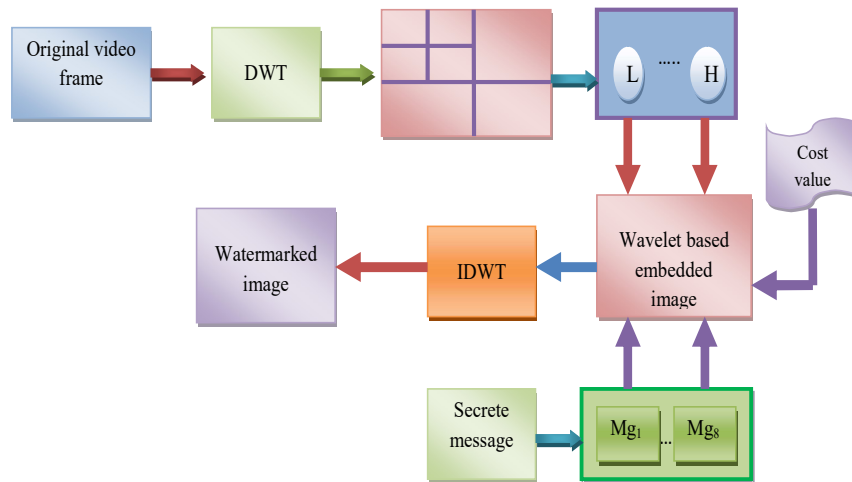 Original video
frame
DWT
L ..... H
Cost
value
Watermarked
image
IDWT
Wavelet based
embedded
image
Secrete
message
Mg₁ ... Mg₈